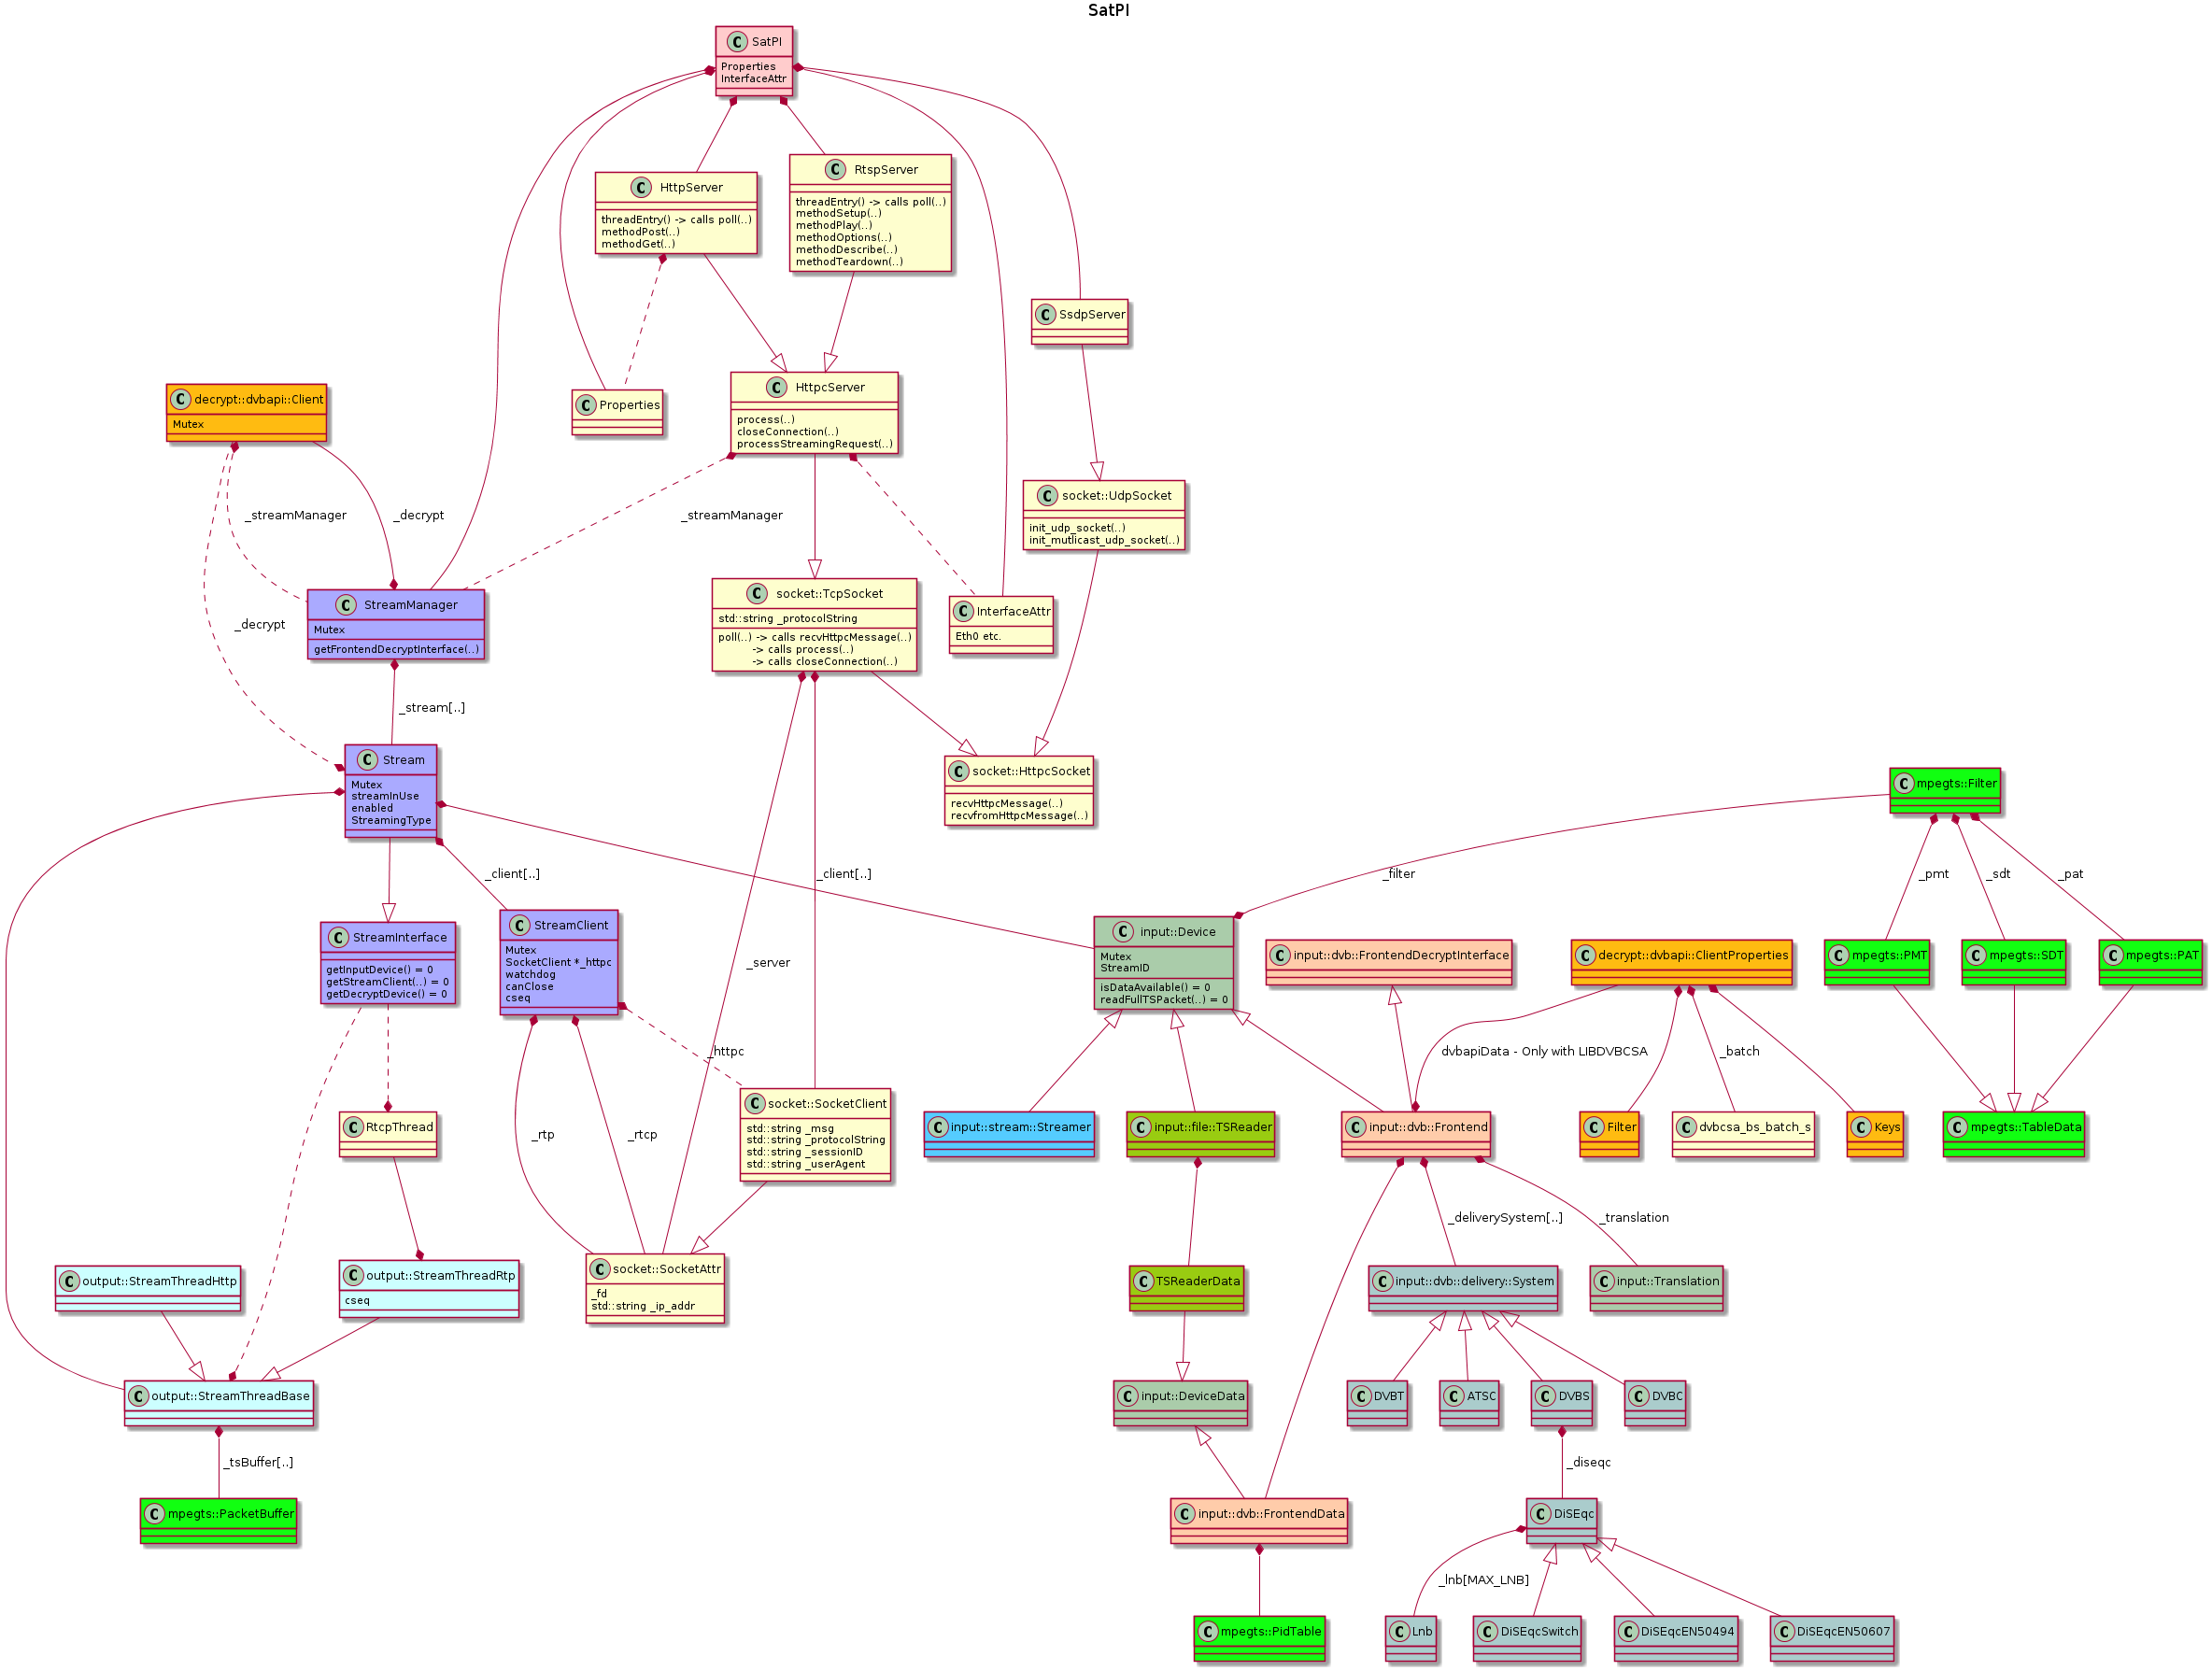 SatPI
C SatPI
Properties
InterfaceAttr
C HttpServer
threadEntry() -> calls poll(..)
methodPost(..)
methodGet(..)
C RtspServer
threadEntry() -> calls poll(..)
methodSetup(..)
methodPlay(..)
methodOptions(..)
methodDescribe(..)
methodTeardown(..)
C SsdpServer
C decrypt::dvbapi::Client
Mutex
C Properties
C HttpcServer
process(..)
closeConnection(..)
processStreamingRequest(..)
C socket::UdpSocket
init_udp_socket(..)
init_mutlicast_udp_socket(..)
_streamManager
_decrypt
_streamManager
_decrypt
C StreamManager
Mutex
getFrontendDecryptInterface(..)
C socket::TcpSocket
std::string _protocolString
poll(..) -> calls recvHttpcMessage(..)
-> calls process(..)
-> calls closeConnection(..)
C InterfaceAttr
Eth0 etc.
_stream[..]
C Stream
Mutex
streamInUse
enabled
StreamingType
C socket::HttpcSocket
recvHttpcMessage(..)
recvfromHttpcMessage(..)
C mpegts::Filter
_client[..]
_client[..]
_filter
_pmt
_sdt
_pat
C StreamInterface
getInputDevice() = 0
getStreamClient(..) = 0
getDecryptDevice() = 0
C StreamClient
Mutex
SocketClient *_httpc
watchdog
canClose
cseq
_server
C input::Device
Mutex
StreamID
isDataAvailable() = 0
readFullTSPacket(..) = 0
C input::dvb::FrontendDecryptInterface
C decrypt::dvbapi::ClientProperties
C mpegts::PMT
C mpegts::SDT
C mpegts::PAT
_httpc
dvbapiData - Only with LIBDVBCSA
_batch
C RtcpThread
_rtp
_rtcp
C socket::SocketClient
std::string _msg
std::string _protocolString
std::string _sessionID
std::string _userAgent
C input::stream::Streamer
C input::file::TSReader
C input::dvb::Frontend
C Filter
C dvbcsa_bs_batch_s
C Keys
C mpegts::TableData
_deliverySystem[..]
_translation
C output::StreamThreadHttp
C output::StreamThreadRtp
cseq
C socket::SocketAttr
_fd
std::string _ip_addr
C TSReaderData
C input::dvb::delivery::System
C input::Translation
C output::StreamThreadBase
C input::DeviceData
C DVBT
C ATSC
C DVBS
C DVBC
_tsBuffer[..]
_diseqc
C mpegts::PacketBuffer
C input::dvb::FrontendData
C DiSEqc
_lnb[MAX_LNB]
C mpegts::PidTable
C Lnb
C DiSEqcSwitch
C DiSEqcEN50494
C DiSEqcEN50607